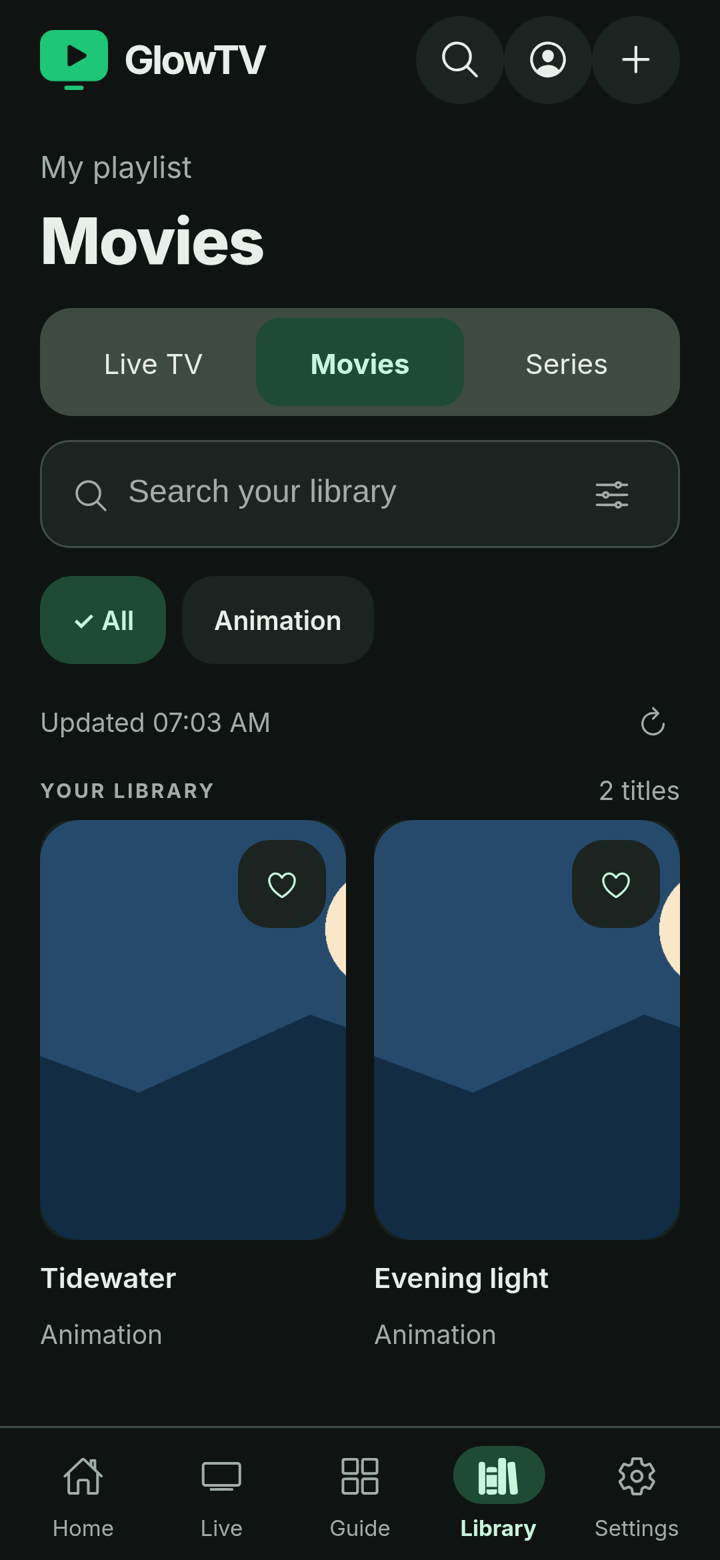 GlowTV
My playlist
Movies
Live TV Movies Series
Search your library
All Animation
Updated 07:03 AM
YOUR LIBRARY 2 titles
Tidewater Evening light
Animation Animation
Home Live Guide Library Settings